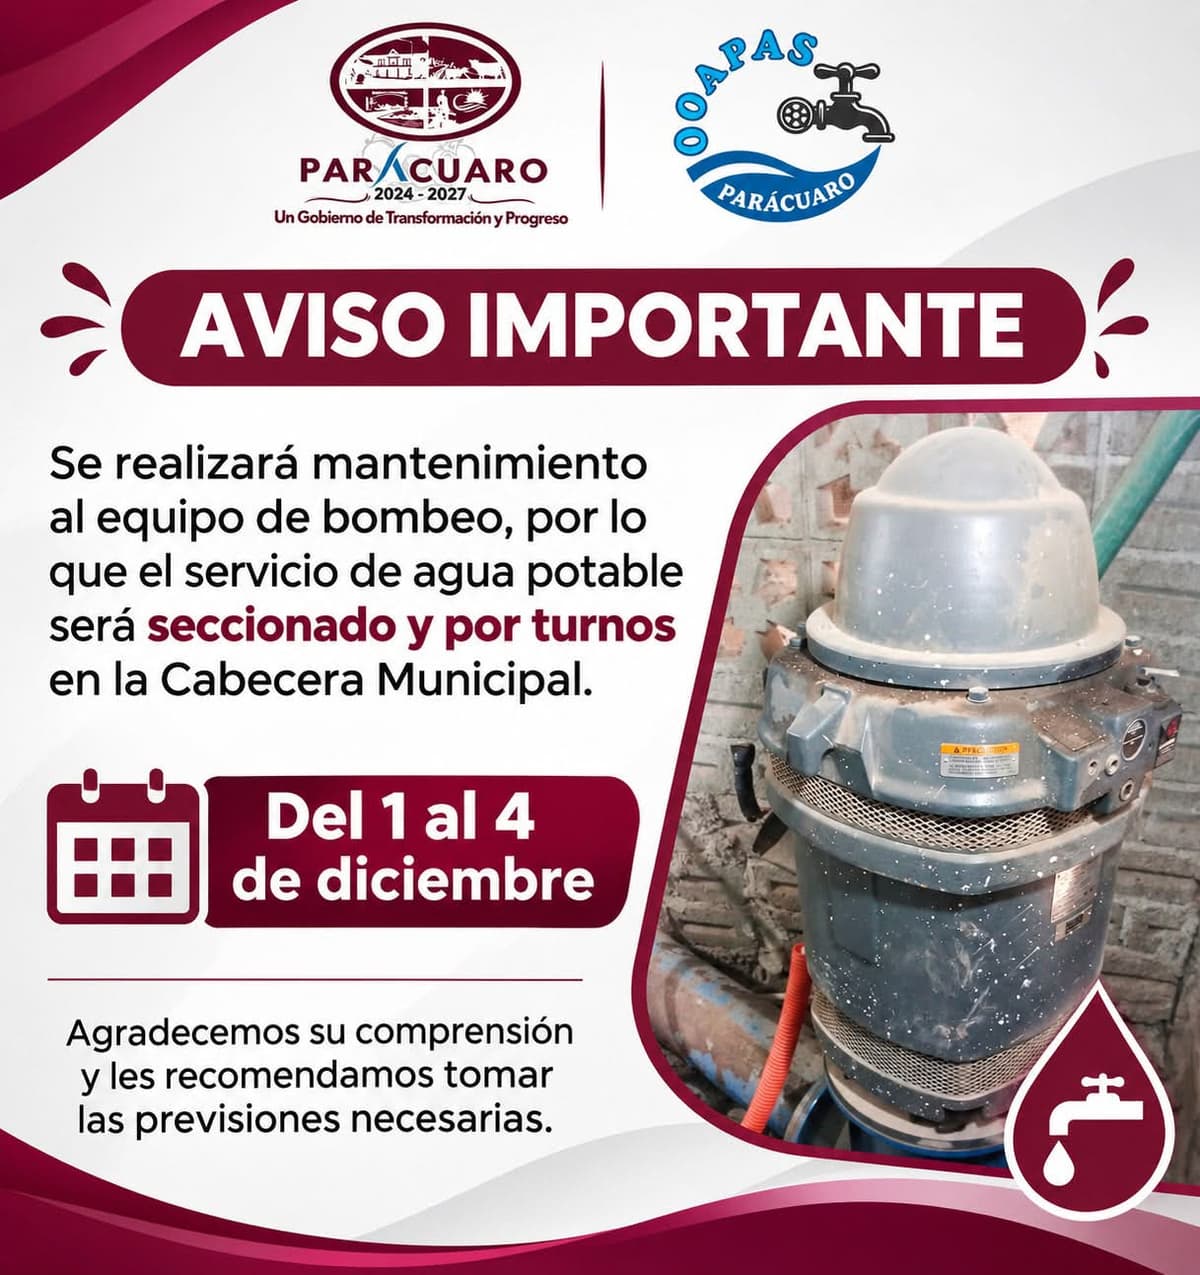 PARÁCUARO
2024 - 2027
Un Gobierno de Transformación y Progreso
OOAPAS
PARÁCUARO
AVISO IMPORTANTE
Se realizará mantenimiento
al equipo de bombeo, por lo
que el servicio de agua potable
será seccionado y por turnos
en la Cabecera Municipal.
Del 1 al 4
de diciembre
Agradecemos su comprensión
y les recomendamos tomar
las previsiones necesarias.